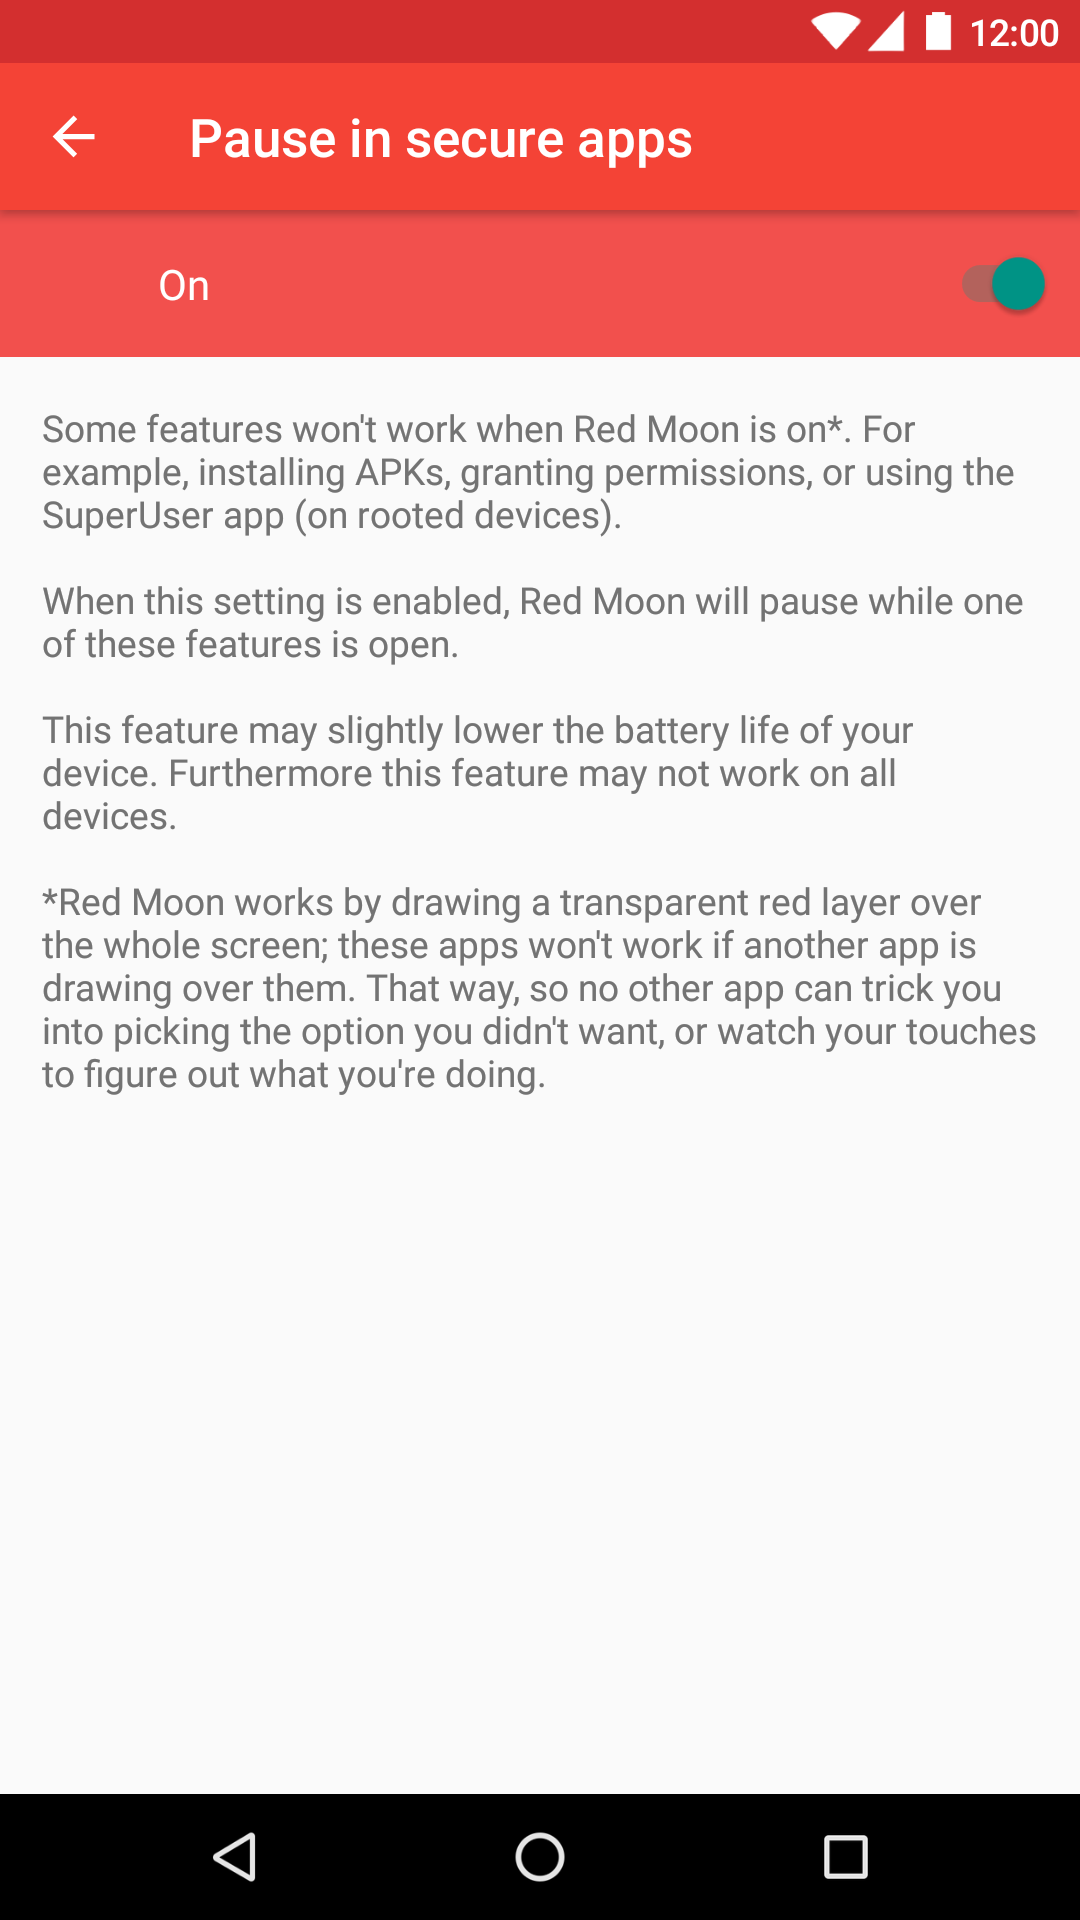 12:00
Pause in secure apps
On
Some features won't work when Red Moon is on*. For
example, installing APKs, granting permissions, or using the
SuperUser app (on rooted devices).
When this setting is enabled, Red Moon will pause while one
of these features is open.
This feature may slightly lower the battery life of your
device. Furthermore this feature may not work on all
devices.
*Red Moon works by drawing a transparent red layer over
the whole screen; these apps won't work if another app is
drawing over them. That way, so no other app can trick you
into picking the option you didn't want, or watch your touches
to figure out what you're doing.